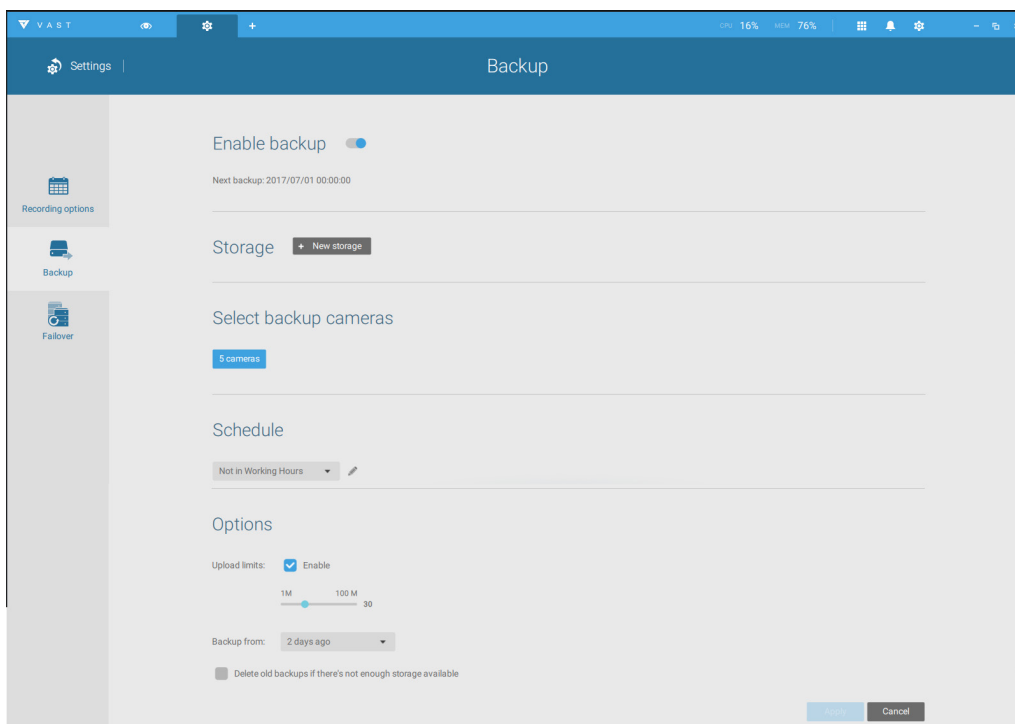 VAST
CPU 16% MEM 76%
Settings
Backup
Recording options
Backup
Failover
Enable backup
Next backup: 2017/07/01 00:00:00
Storage
+ New storage
Select backup cameras
5 cameras
Schedule
Not in Working Hours
Options
Upload limits: Enable
1M 100 M
30
Backup from: 2 days ago
Delete old backups if there's not enough storage available
Apply Cancel